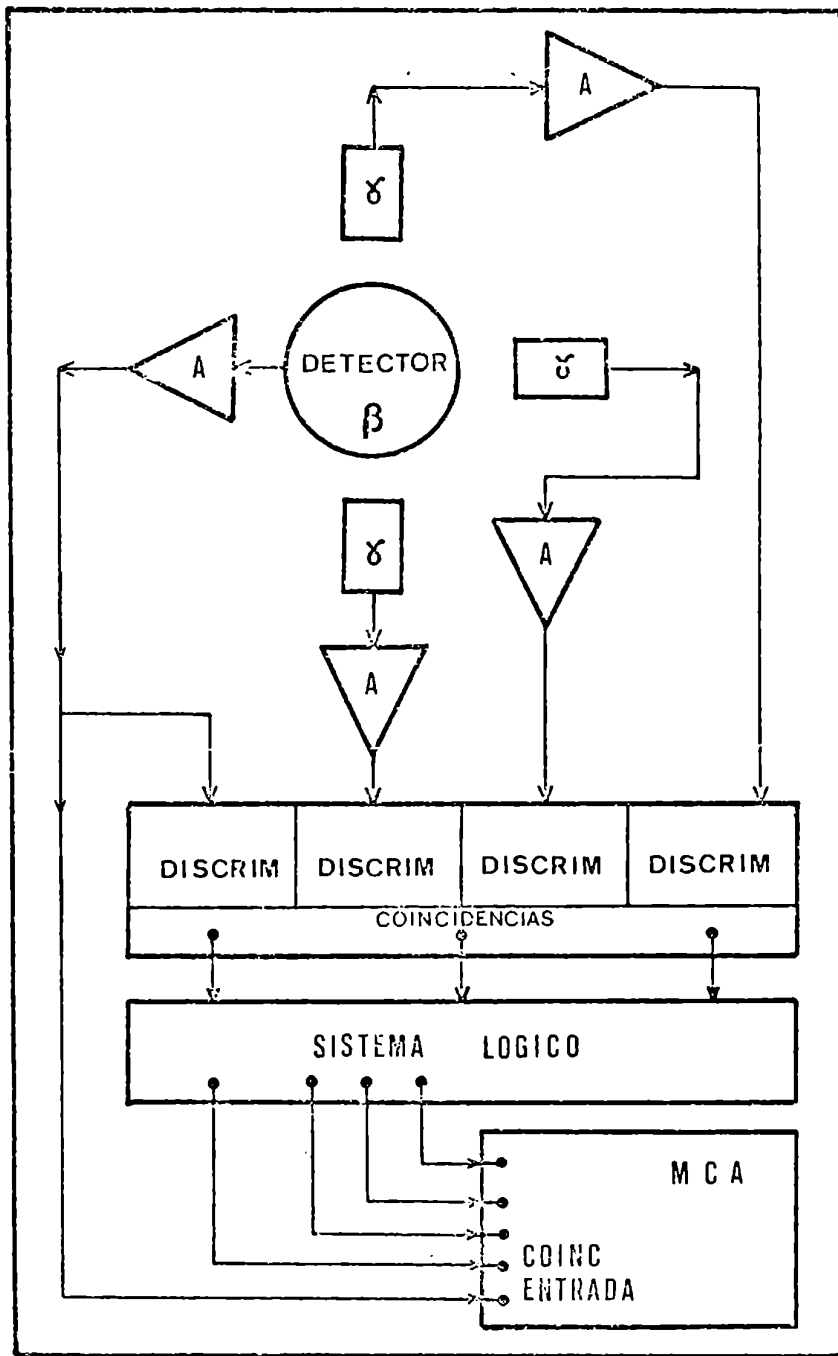 A
γ
A
DETECTOR
β
γ
γ
A
A
DISCRIM DISCRIM DISCRIM DISCRIM
COINCIDENCIAS
SISTEMA LOGICO
M C A
COINC
ENTRADA